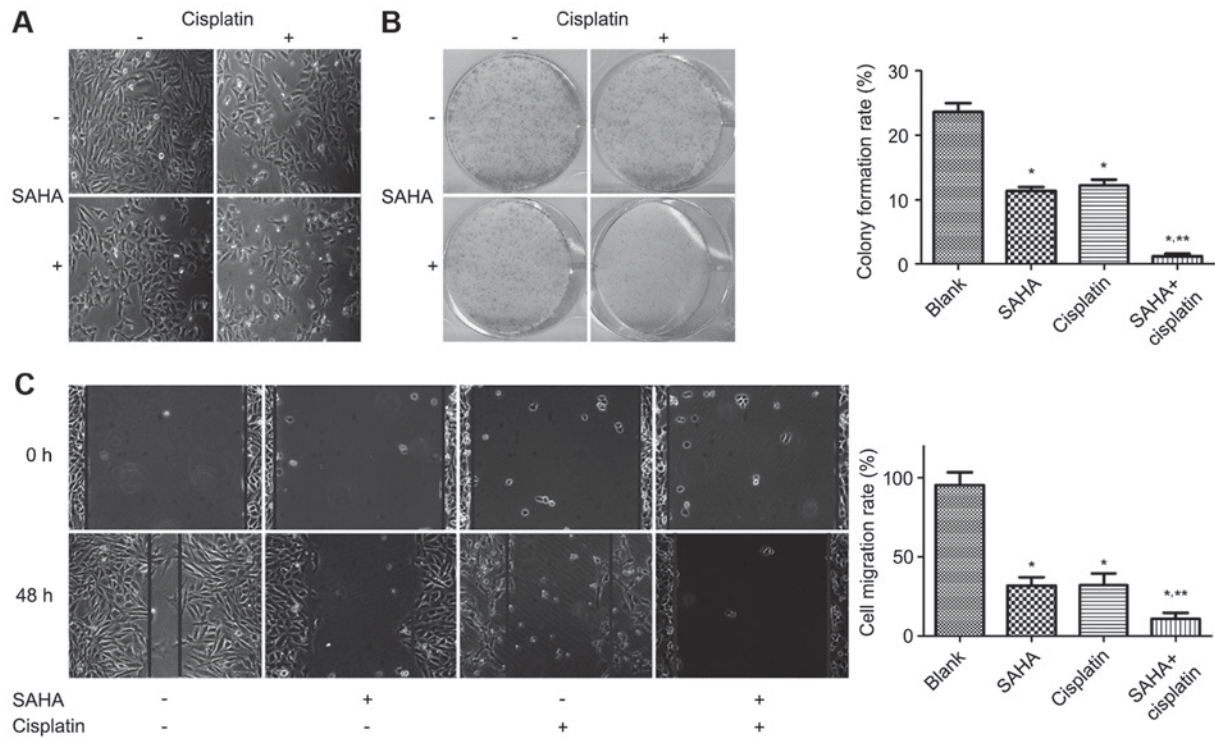 A
Cisplatin
- +
-
SAHA
+
B
Cisplatin
- +
-
SAHA
+
Colony formation rate (%)
30
20
10
0
*
*
*,**
Blank
SAHA
Cisplatin
SAHA+
cisplatin
C
0 h
48 h
SAHA - + - +
Cisplatin - - + +
Cell migration rate (%)
100
50
0
*
*
*,**
Blank
SAHA
Cisplatin
SAHA+
cisplatin